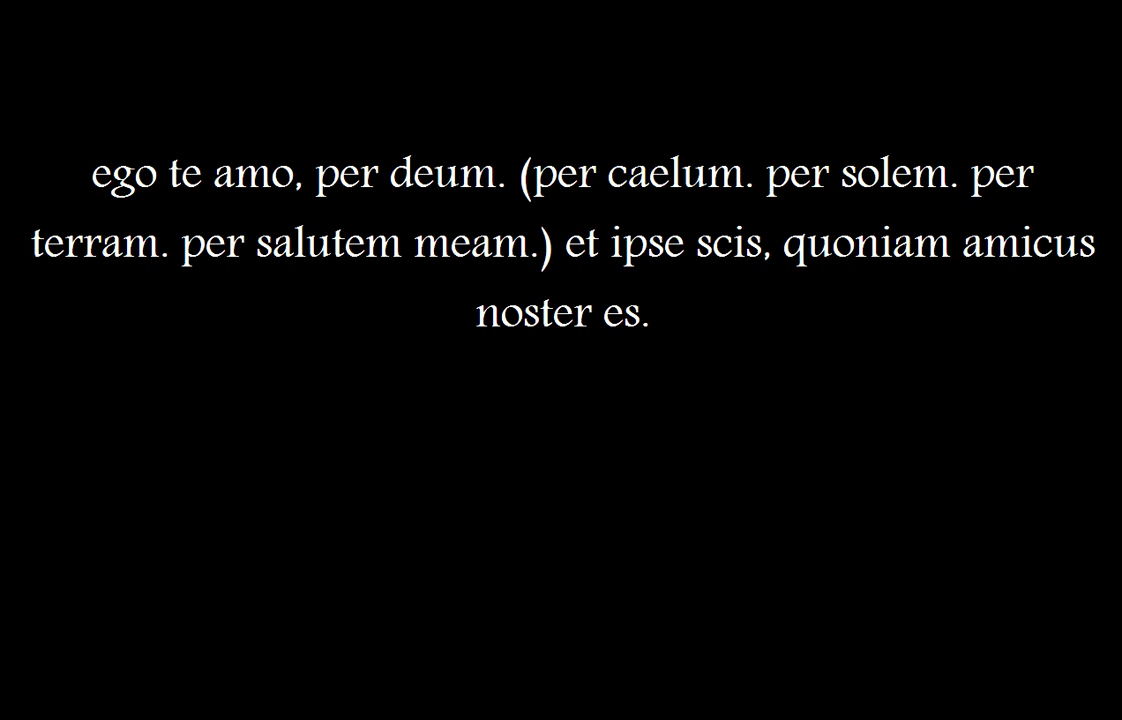 ego te amo, per deum. (per caelum. per solem. per
terram. per salutem meam.) et ipse scis, quoniam amicus
noster es.